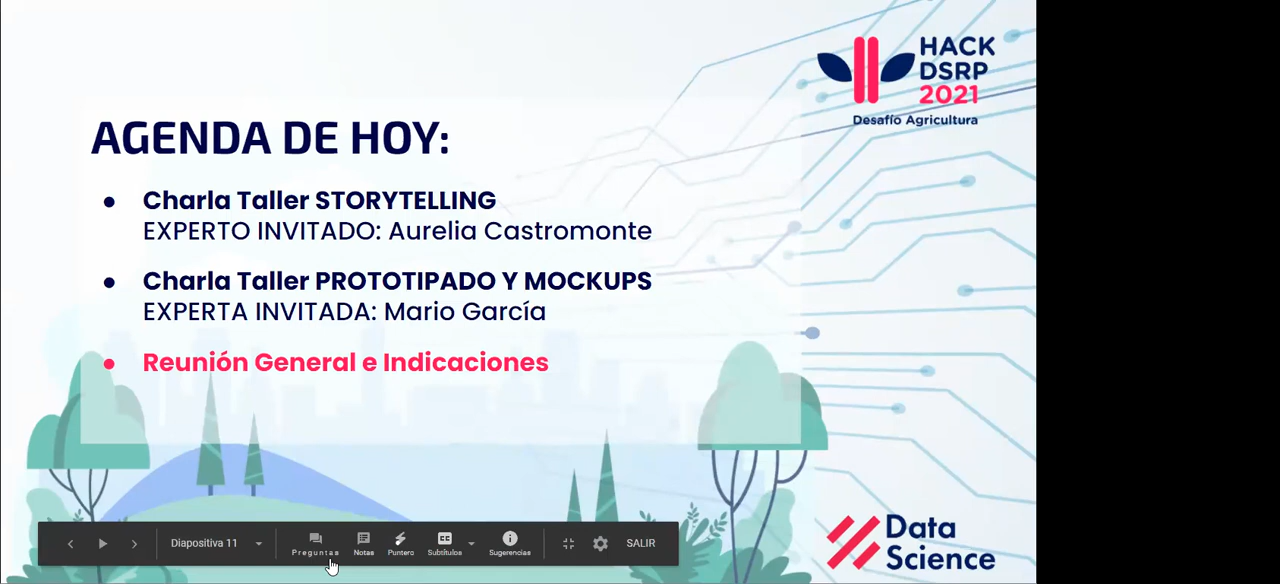 HACK
DSRP
2021
Desafío Agricultura
AGENDA DE HOY:
● Charla Taller STORYTELLING
EXPERTO INVITADO: Aurelia Castromonte
● Charla Taller PROTOTIPADO Y MOCKUPS
EXPERTA INVITADA: Mario García
● Reunión General e Indicaciones
Diapositiva 11
Preguntas
Notas
Puntero
Subtítulos
Sugerencias
SALIR
Data
Science